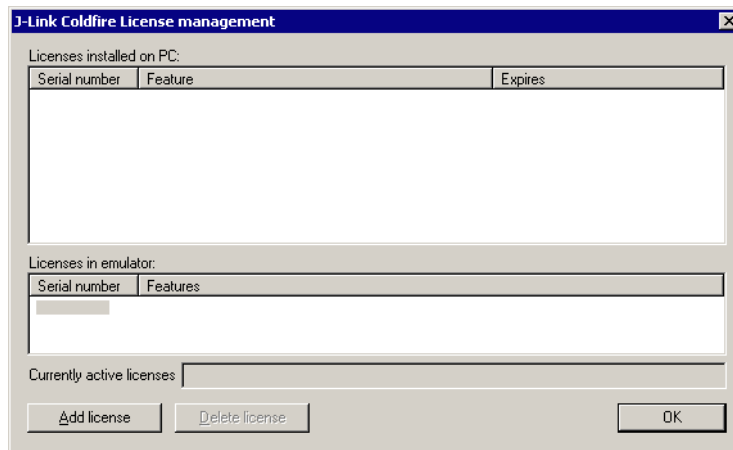 J-Link Coldfire License management
Licenses installed on PC:
Serial number Feature Expires
Licenses in emulator:
Serial number Features
Currently active licenses
Add license Delete license OK